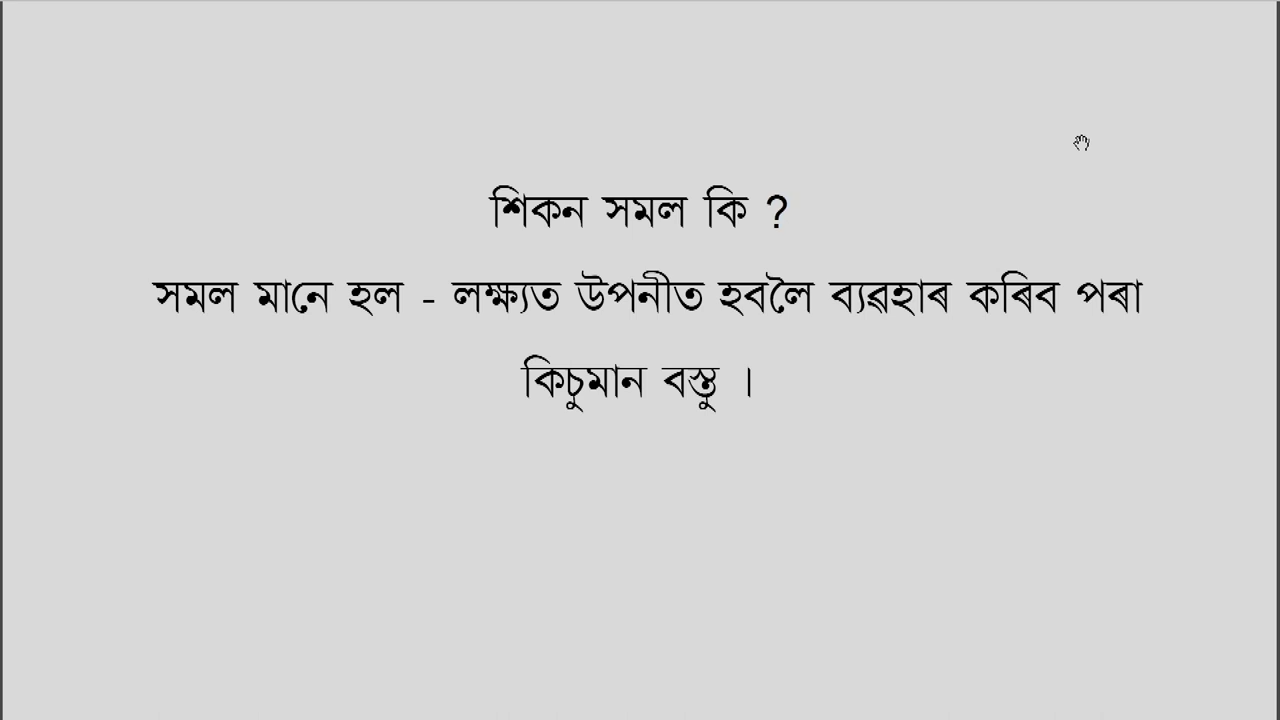 শিকন সমল কি ?
সমল মানে হল - লক্ষ্যত উপনীত হবলৈ ব্যৱহাৰ কৰিব পৰা
কিচুমান বস্তু ।